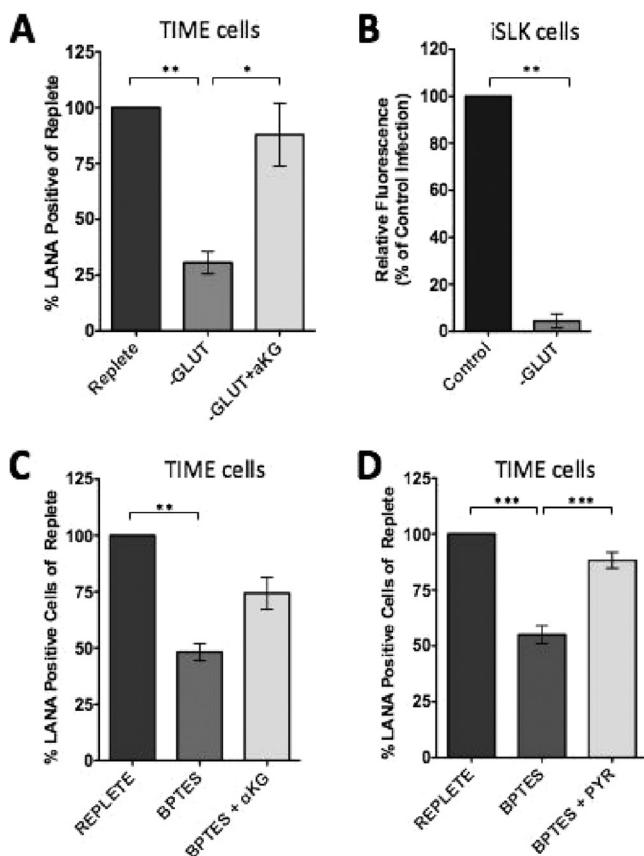 A
TIME cells
% LANA Positive of Replete
125
100
75
50
25
0
**
*
Replete
-GLUT
-GLUT+aKG
B
iSLK cells
Relative Fluorescence
(% of Control Infection)
120
100
80
60
40
20
0
**
Control
-GLUT
C
TIME cells
% LANA Positive Cells of Replete
125
100
75
50
25
0
**
REPLETE
BPTES
BPTES + αKG
D
TIME cells
% LANA Positive Cells of Replete
125
100
75
50
25
0
***
***
REPLETE
BPTES
BPTES + PYR